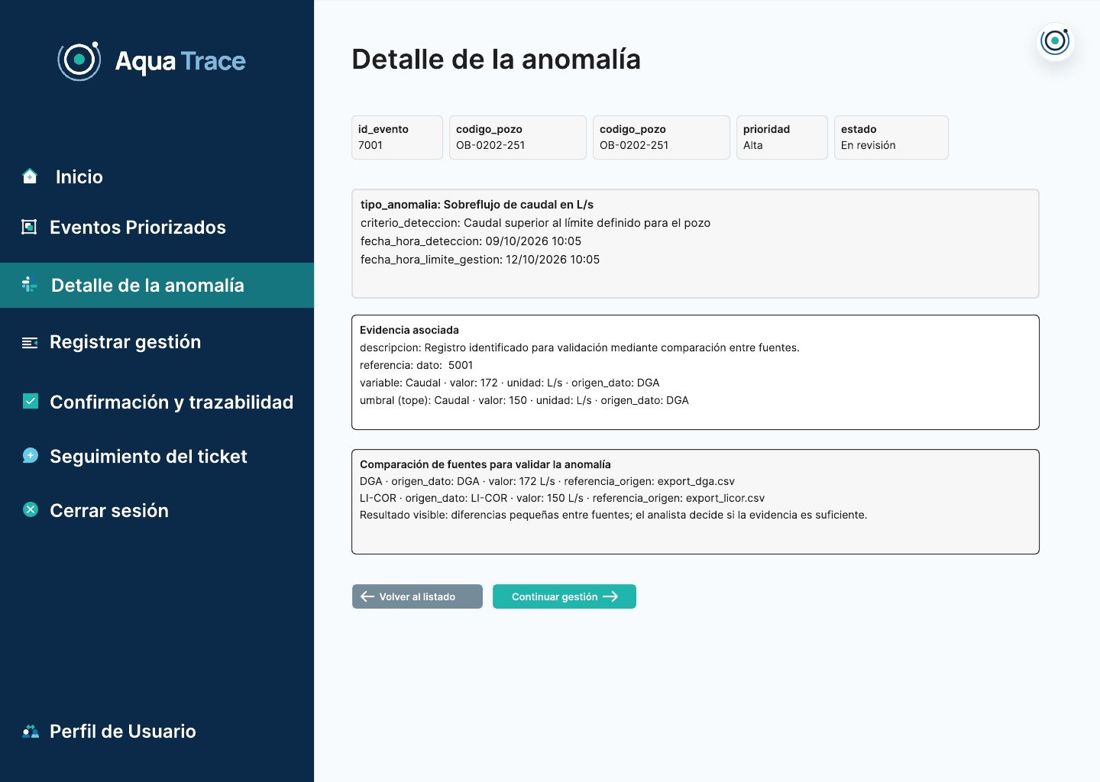 Aqua Trace
Inicio
Eventos Priorizados
Detalle de la anomalía
Registrar gestión
Confirmación y trazabilidad
Seguimiento del ticket
Cerrar sesión
Perfil de Usuario
Detalle de la anomalía
id_evento
7001
codigo_pozo
OB-0202-251
codigo_pozo
OB-0202-251
prioridad
Alta
estado
En revisión
tipo_anomalia: Sobreflujo de caudal en L/s
criterio_deteccion: Caudal superior al límite definido para el pozo
fecha_hora_deteccion: 09/10/2026 10:05
fecha_hora_limite_gestion: 12/10/2026 10:05
Evidencia asociada
descripcion: Registro identificado para validación mediante comparación entre fuentes.
referencia: dato: 5001
variable: Caudal · valor: 172 · unidad: L/s · origen_dato: DGA
umbral (tope): Caudal · valor: 150 · unidad: L/s · origen_dato: DGA
Comparación de fuentes para validar la anomalía
DGA · origen_dato: DGA · valor: 172 L/s · referencia_origen: export_dga.csv
LI-COR · origen_dato: LI-COR · valor: 150 L/s · referencia_origen: export_licor.csv
Resultado visible: diferencias pequeñas entre fuentes; el analista decide si la evidencia es suficiente.
Volver al listado
Continuar gestión